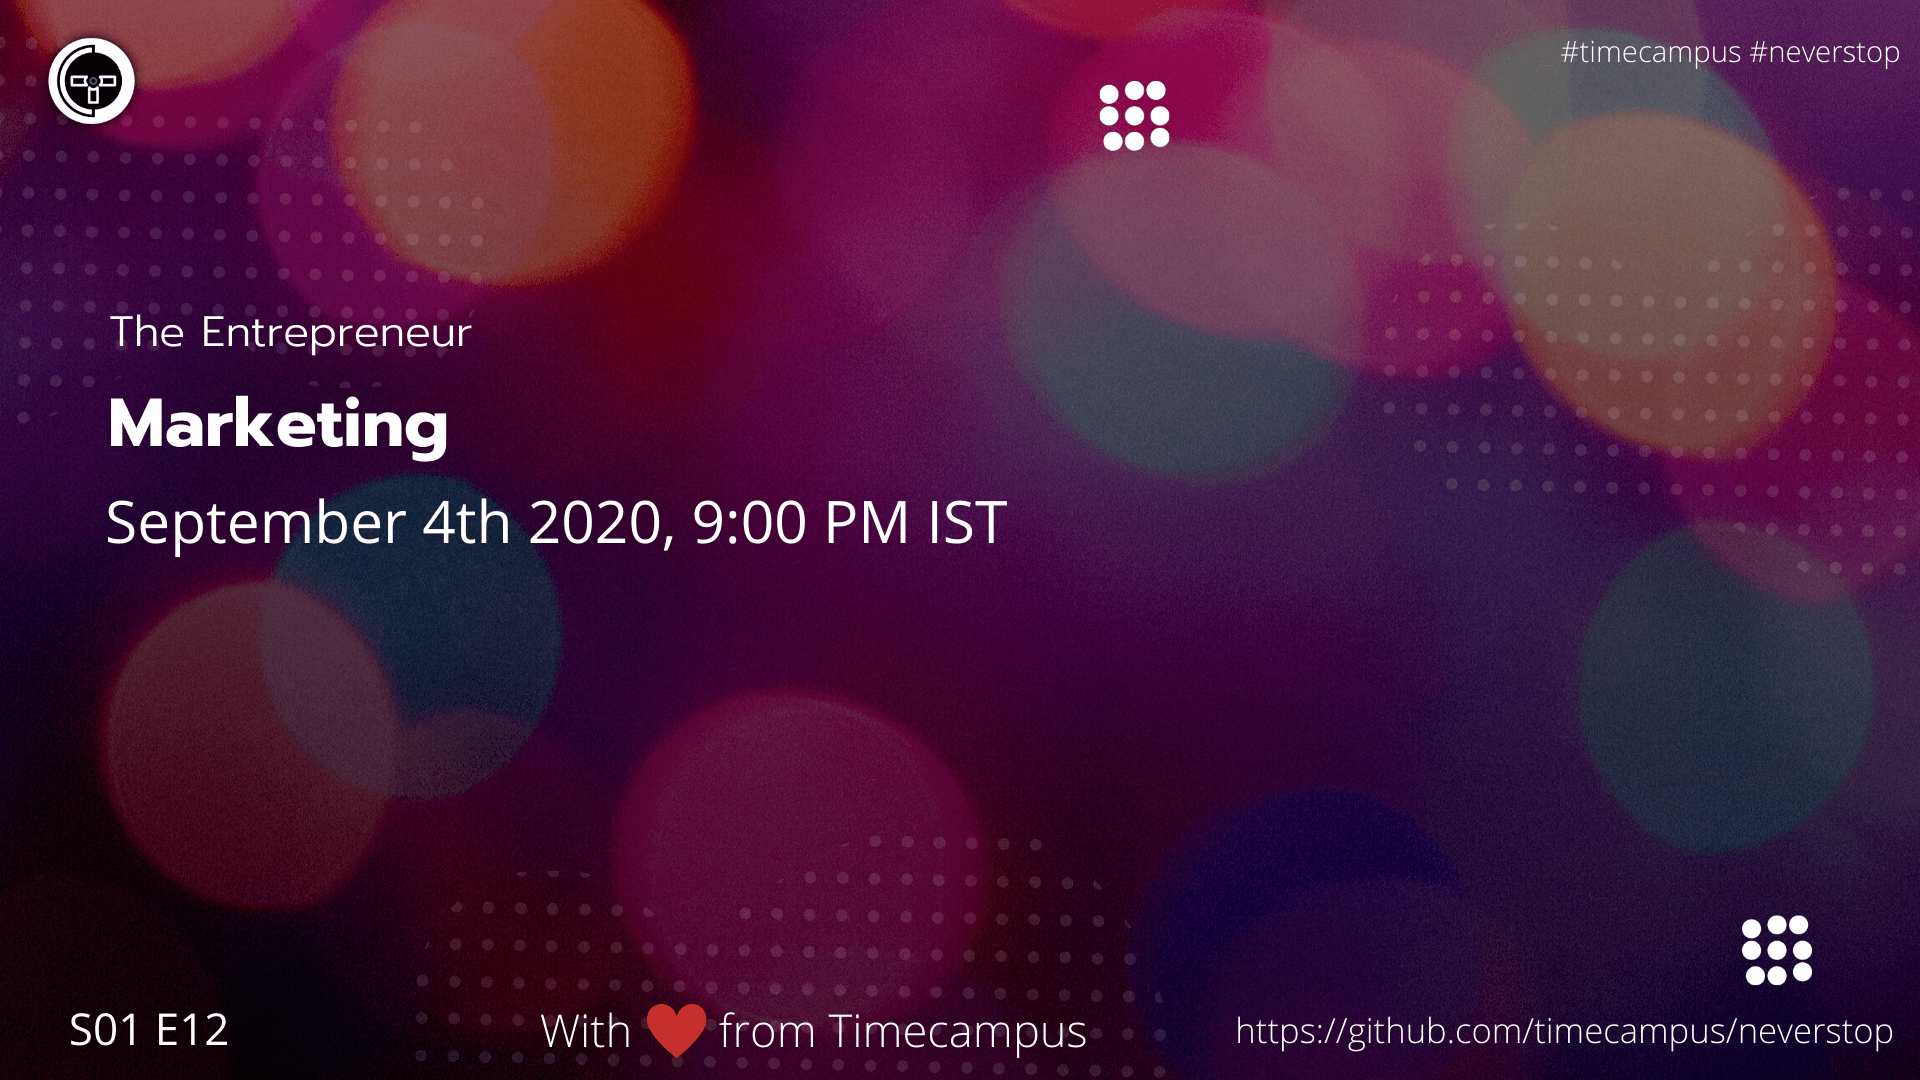 #timecampus #neverstop
The Entrepreneur
Marketing
September 4th 2020, 9:00 PM IST
S01 E12
With ❤ from Timecampus
https://github.com/timecampus/neverstop